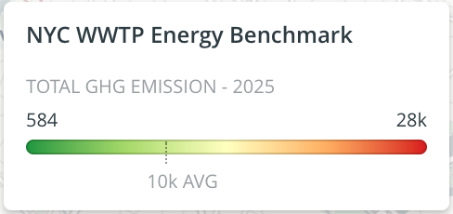 NYC WWTP Energy Benchmark
TOTAL GHG EMISSION - 2025
584 28k
10k AVG